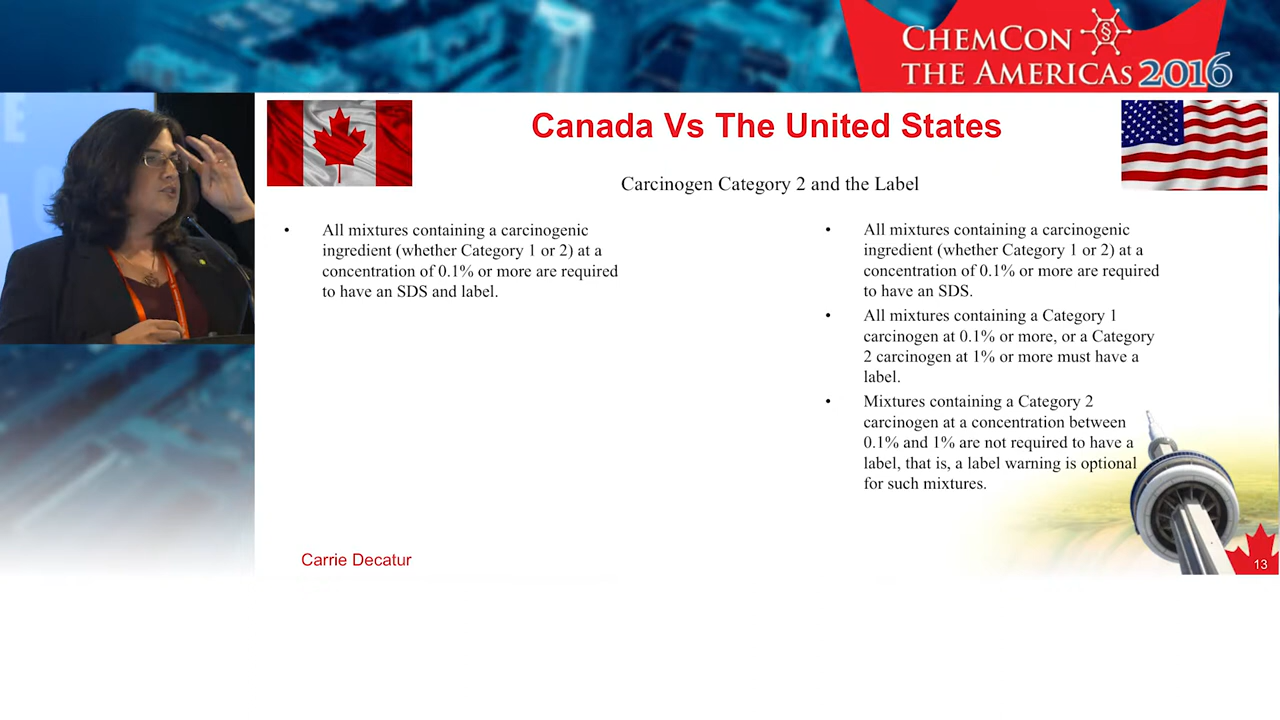 CHEMCON
THE AMERICAS 2016
Canada Vs The United States
Carcinogen Category 2 and the Label
• All mixtures containing a carcinogenic
ingredient (whether Category 1 or 2) at a
concentration of 0.1% or more are required
to have an SDS and label.
• All mixtures containing a carcinogenic
ingredient (whether Category 1 or 2) at a
concentration of 0.1% or more are required
to have an SDS.
• All mixtures containing a Category 1
carcinogen at 0.1% or more, or a Category
2 carcinogen at 1% or more must have a
label.
• Mixtures containing a Category 2
carcinogen at a concentration between
0.1% and 1% are not required to have a
label, that is, a label warning is optional
for such mixtures.
Carrie Decatur
13